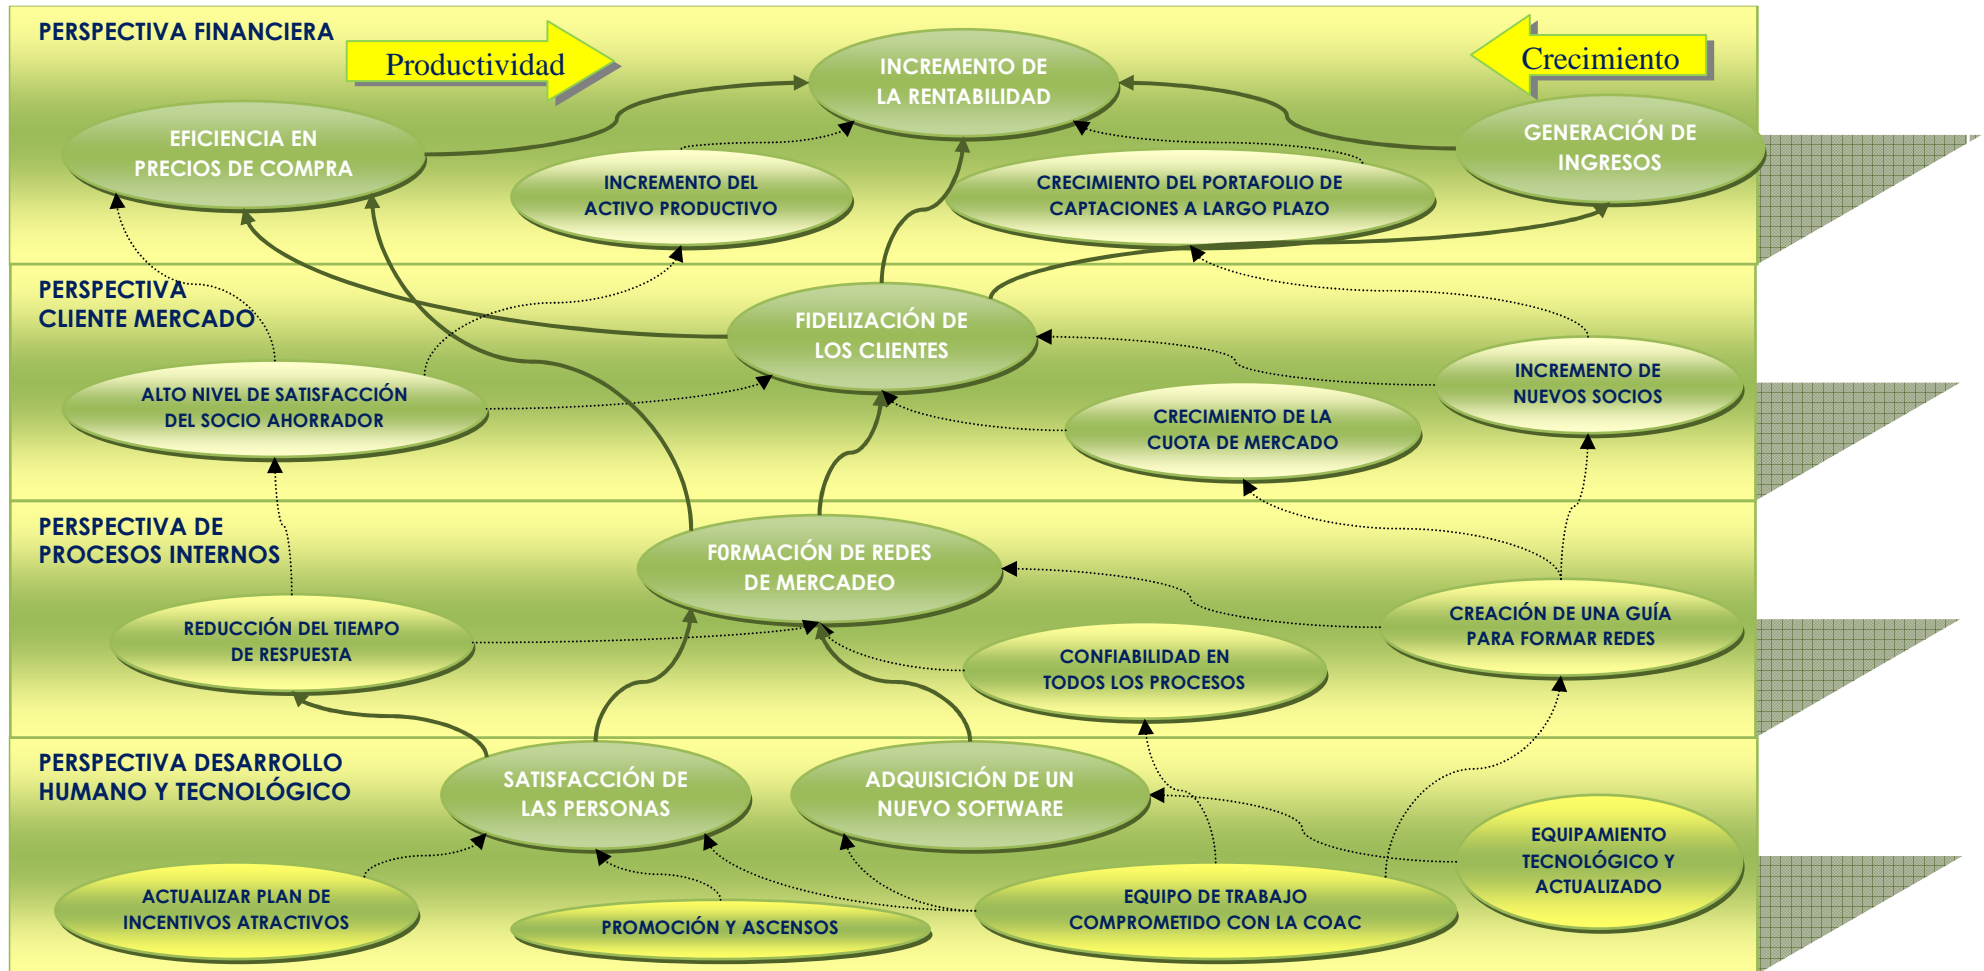 PERSPECTIVA FINANCIERA
Productividad
Crecimiento
INCREMENTO DE
LA RENTABILIDAD
EFICIENCIA EN
PRECIOS DE COMPRA
GENERACIÓN DE
INGRESOS
INCREMENTO DEL
ACTIVO PRODUCTIVO
CRECIMIENTO DEL PORTAFOLIO DE
CAPTACIONES A LARGO PLAZO
PERSPECTIVA
CLIENTE MERCADO
FIDELIZACIÓN DE
LOS CLIENTES
ALTO NIVEL DE SATISFACCIÓN
DEL SOCIO AHORRADOR
INCREMENTO DE
NUEVOS SOCIOS
CRECIMIENTO DE LA
CUOTA DE MERCADO
PERSPECTIVA DE
PROCESOS INTERNOS
F0RMACIÓN DE REDES
DE MERCADEO
REDUCCIÓN DEL TIEMPO
DE RESPUESTA
CONFIABILIDAD EN
TODOS LOS PROCESOS
CREACIÓN DE UNA GUÍA
PARA FORMAR REDES
PERSPECTIVA DESARROLLO
HUMANO Y TECNOLÓGICO
SATISFACCIÓN DE
LAS PERSONAS
ADQUISICIÓN DE UN
NUEVO SOFTWARE
EQUIPAMIENTO
TECNOLÓGICO Y
ACTUALIZADO
ACTUALIZAR PLAN DE
INCENTIVOS ATRACTIVOS
PROMOCIÓN Y ASCENSOS
EQUIPO DE TRABAJO
COMPROMETIDO CON LA COAC